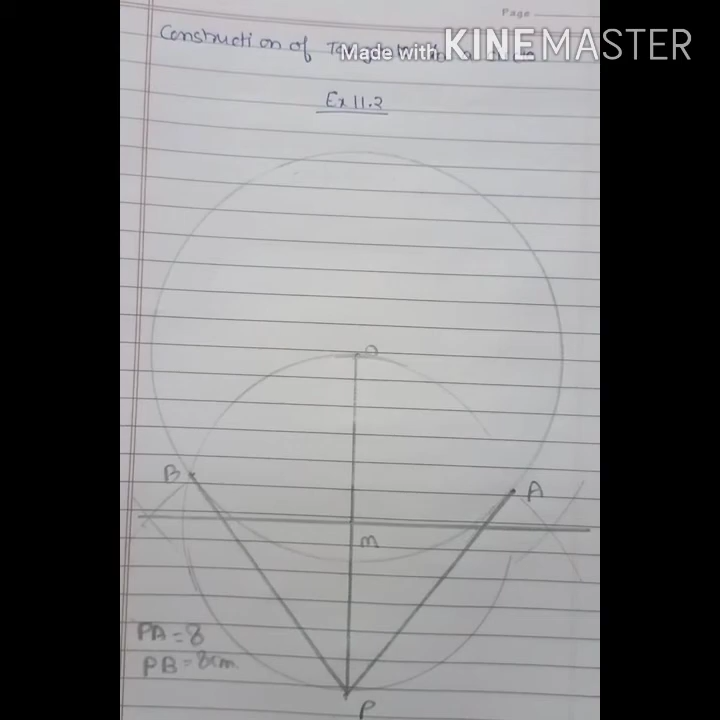 Page
Construction of
Made with KINEMASTER
Ex 11.2
O
B
A
M
PA = 8
PB = 8cm
P